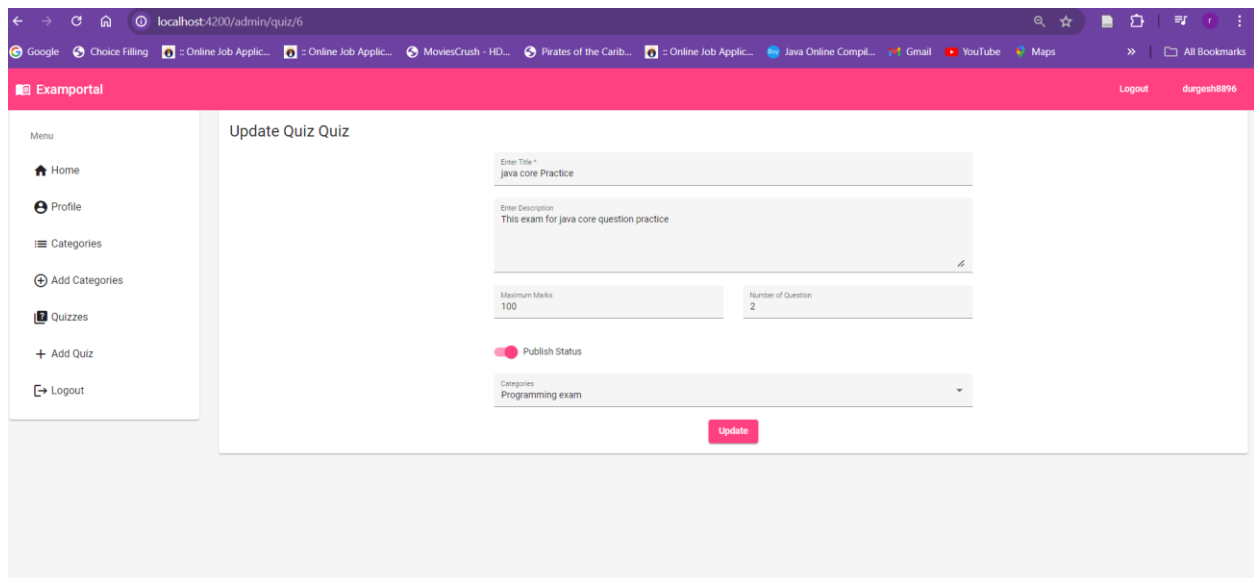 localhost:4200/admin/quiz/6
Google Choice Filling :: Online Job Applic... :: Online Job Applic... MoviesCrush - HD... Pirates of the Carib... :: Online Job Applic... Java Online Compil... Gmail YouTube Maps » All Bookmarks
Examportal Logout durgesh8896
Menu
Home
Profile
Categories
Add Categories
Quizzes
Add Quiz
Logout
Update Quiz Quiz
Enter Title *
java core Practice
Enter Description
This exam for java core question practice
Maximum Marks Number of Question
100 2
Publish Status
Categories
Programming exam
Update